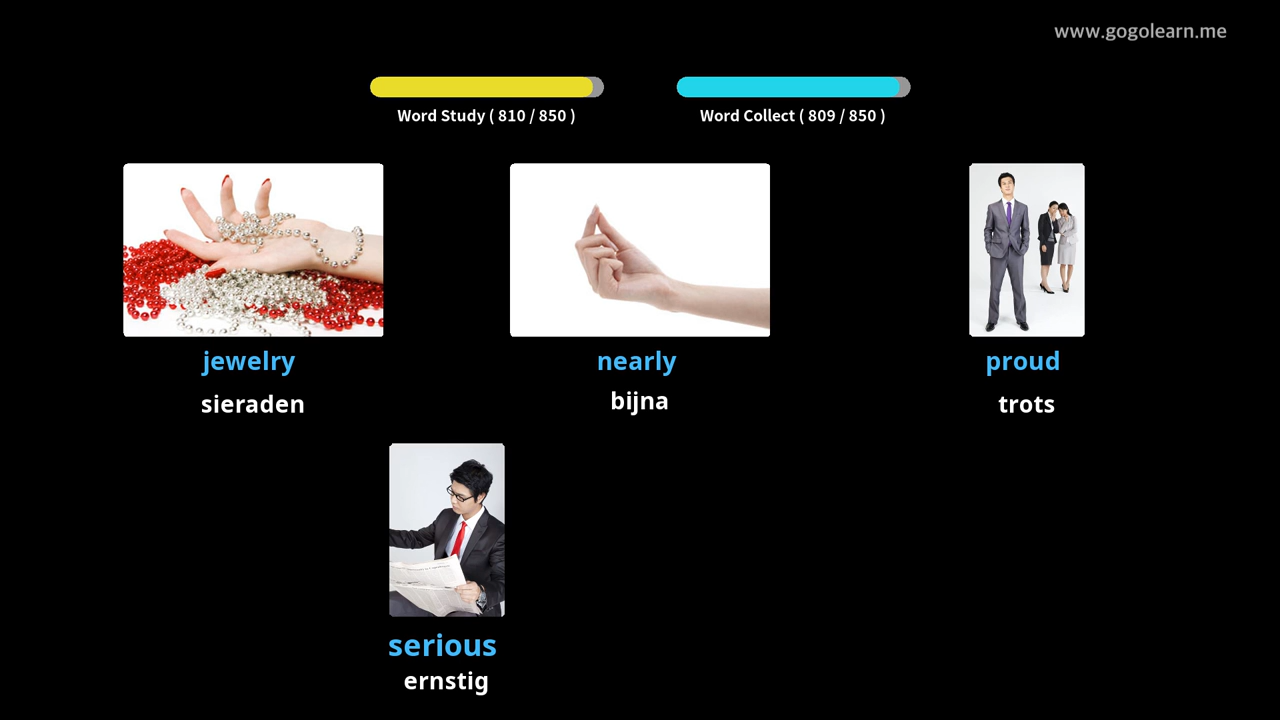 www.gogolearn.me
Word Study ( 810 / 850 )
Word Collect ( 809 / 850 )
jewelry
nearly
proud
sieraden
bijna
trots
serious
ernstig